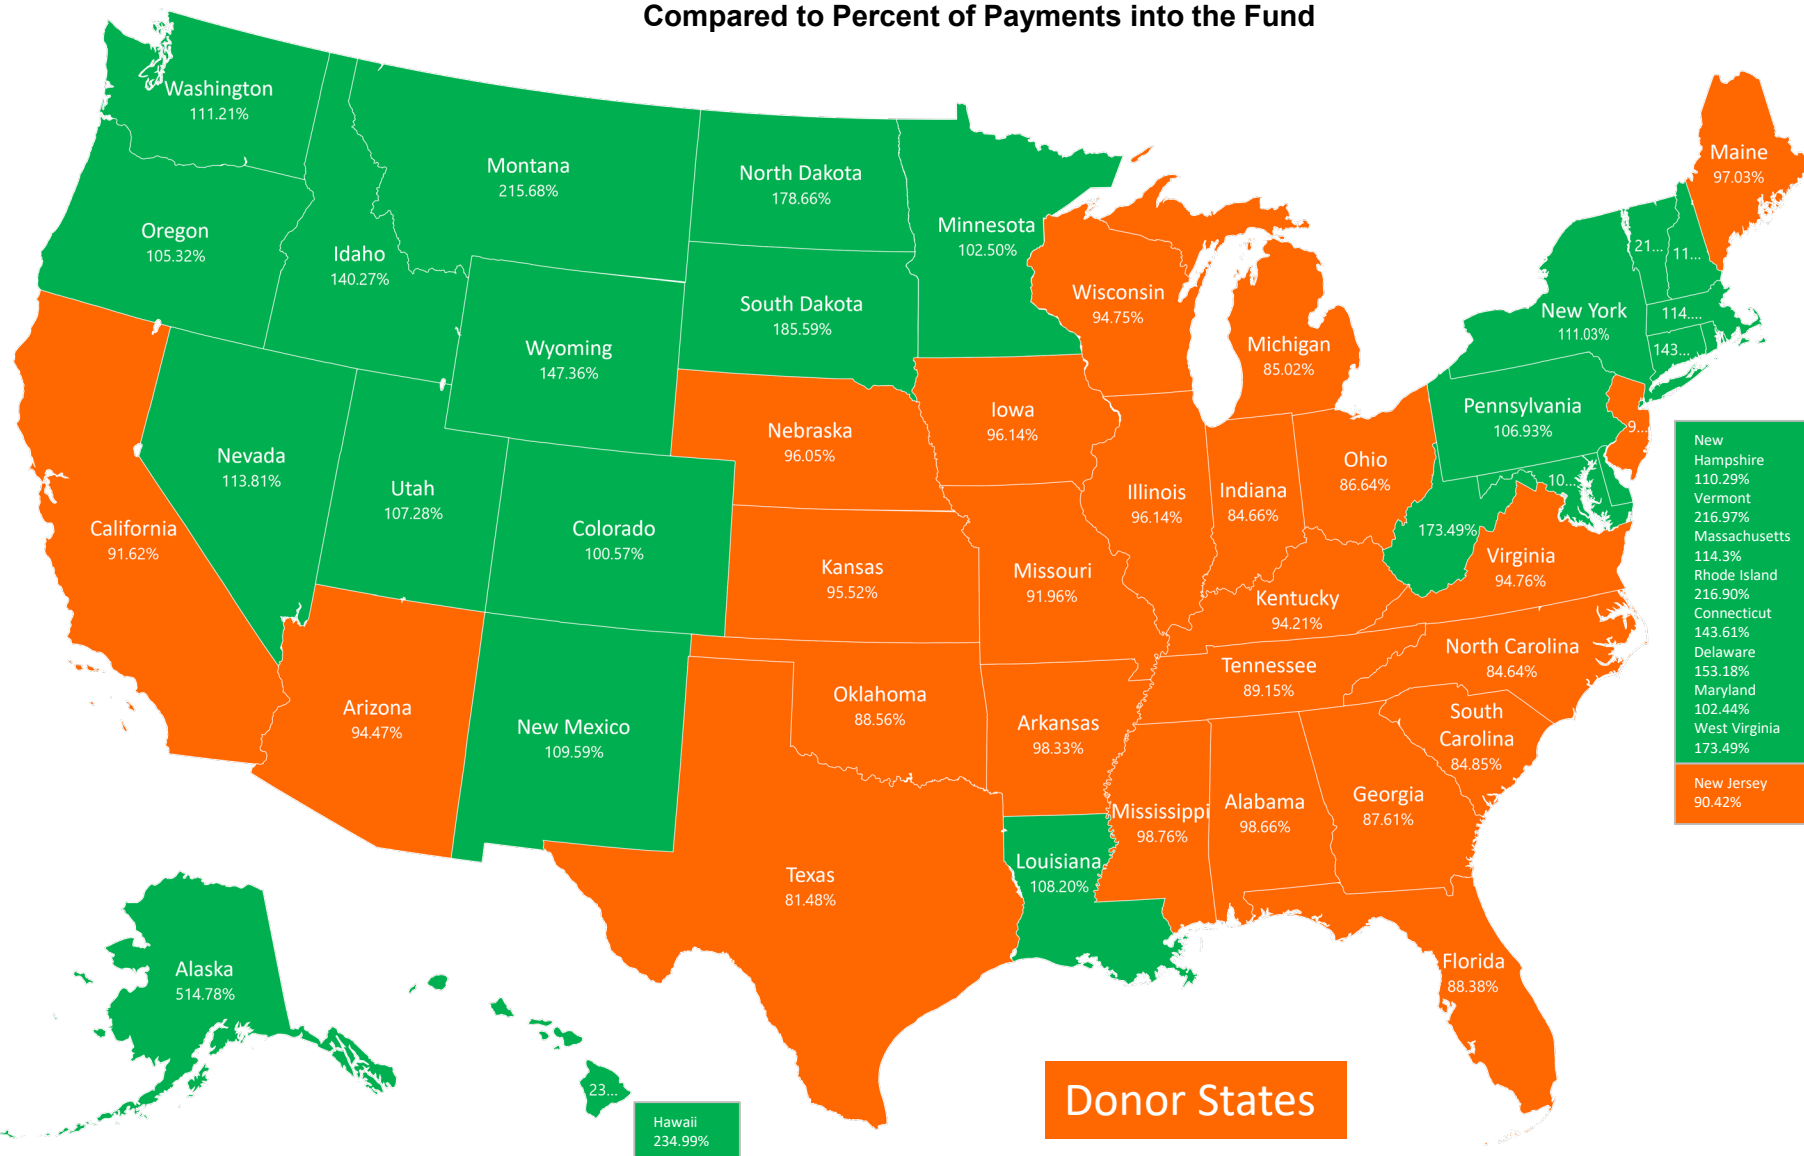 Compared to Percent of Payments into the Fund
Washington
111.21%
Oregon
105.32%
Idaho
140.27%
Montana
215.68%
North Dakota
178.66%
Minnesota
102.50%
South Dakota
185.59%
Wyoming
147.36%
Wisconsin
94.75%
Michigan
85.02%
Maine
97.03%
21...
11...
New York
111.03%
114....
143...
Pennsylvania
106.93%
9...
10...
Nevada
113.81%
Utah
107.28%
Colorado
100.57%
California
91.62%
Nebraska
96.05%
Iowa
96.14%
Illinois
96.14%
Indiana
84.66%
Ohio
86.64%
173.49%
Virginia
94.76%
Kansas
95.52%
Missouri
91.96%
Kentucky
94.21%
North Carolina
84.64%
Tennessee
89.15%
Arizona
94.47%
New Mexico
109.59%
Oklahoma
88.56%
Arkansas
98.33%
South
Carolina
84.85%
Mississippi
98.76%
Alabama
98.66%
Georgia
87.61%
Texas
81.48%
Louisiana
108.20%
Florida
88.38%
Alaska
514.78%
23...
Hawaii
234.99%
New
Hampshire
110.29%
Vermont
216.97%
Massachusetts
114.3%
Rhode Island
216.90%
Connecticut
143.61%
Delaware
153.18%
Maryland
102.44%
West Virginia
173.49%
New Jersey
90.42%
Donor States